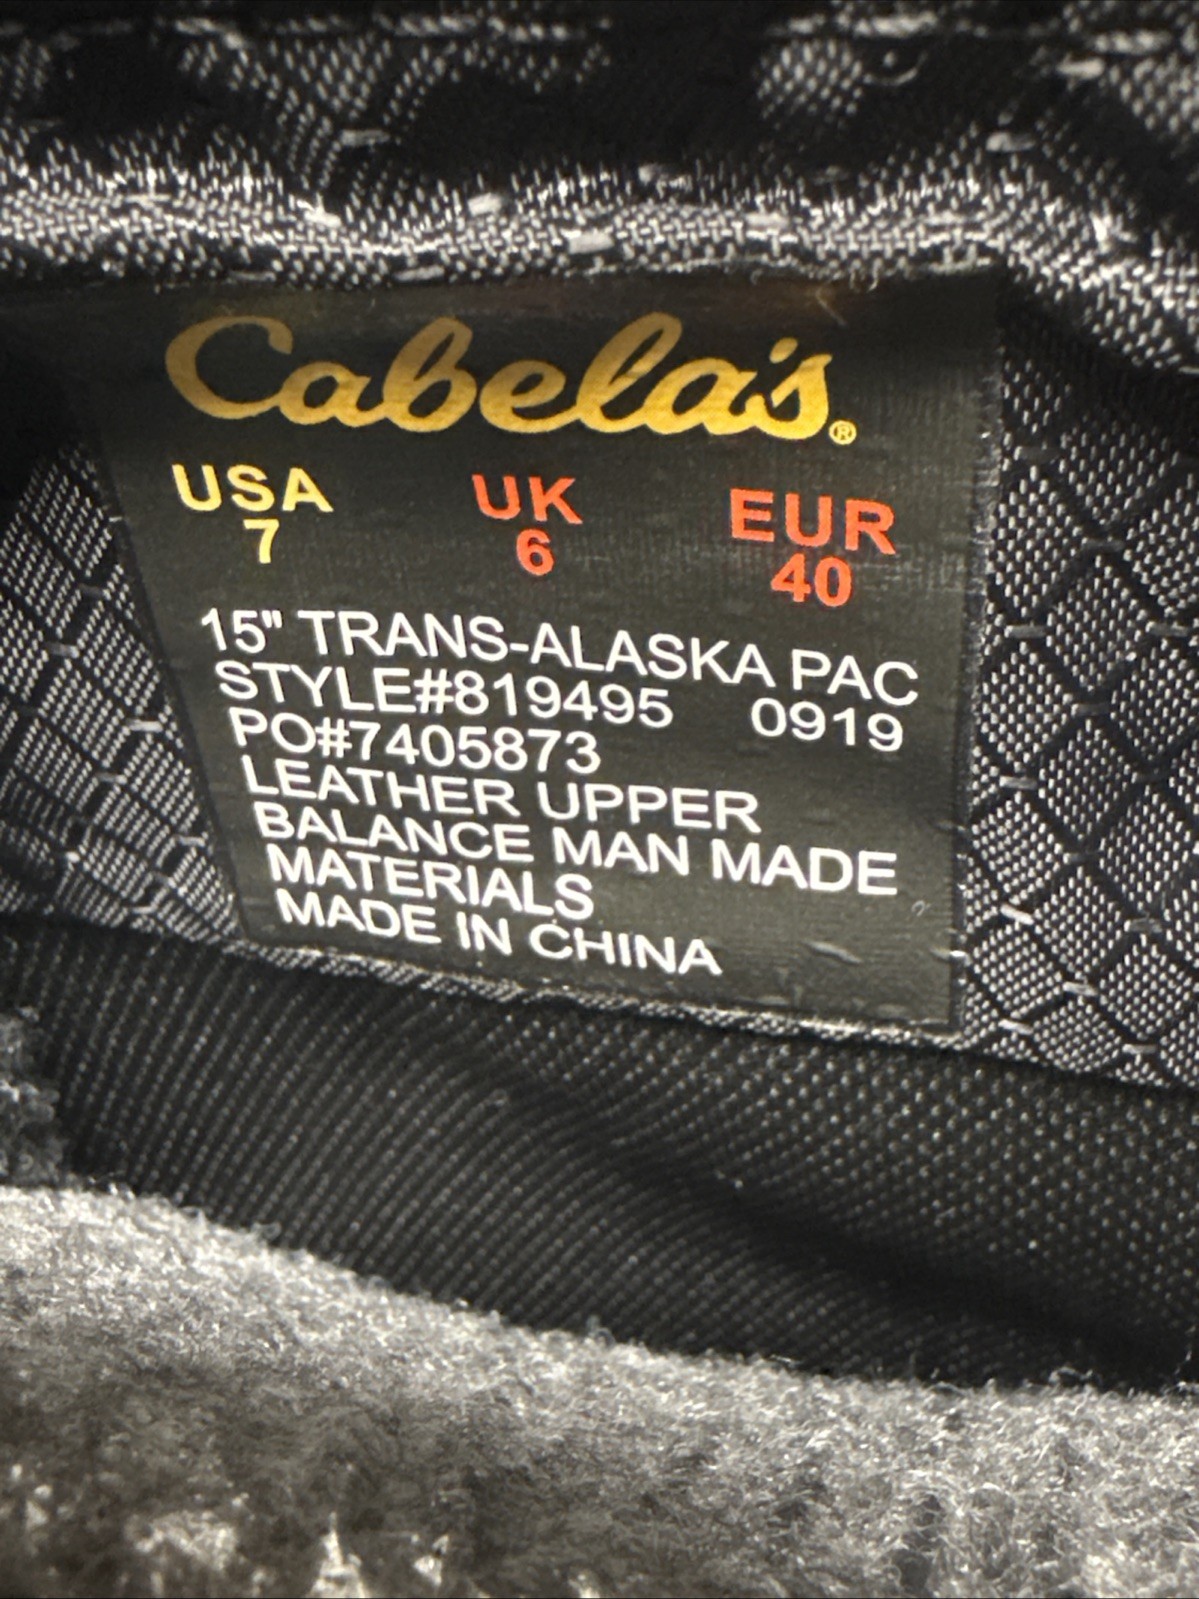 Cabela's®
USA UK EUR
7 6 40
15" TRANS-ALASKA PAC
STYLE#819495 0919
PO#7405873
LEATHER UPPER
BALANCE MAN MADE
MATERIALS
MADE IN CHINA